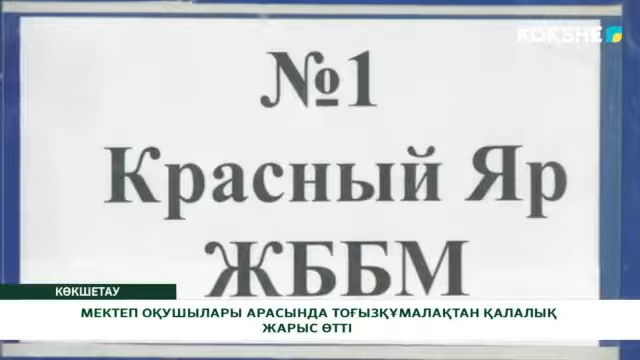 KÖKSHE
№1
Красный Яр
ЖББМ
КӨКШЕТАУ
МЕКТЕП ОҚУШЫЛАРЫ АРАСЫНДА ТОҒЫЗҚҰМАЛАҚТАН ҚАЛАЛЫҚ
ЖАРЫС ӨТТІ